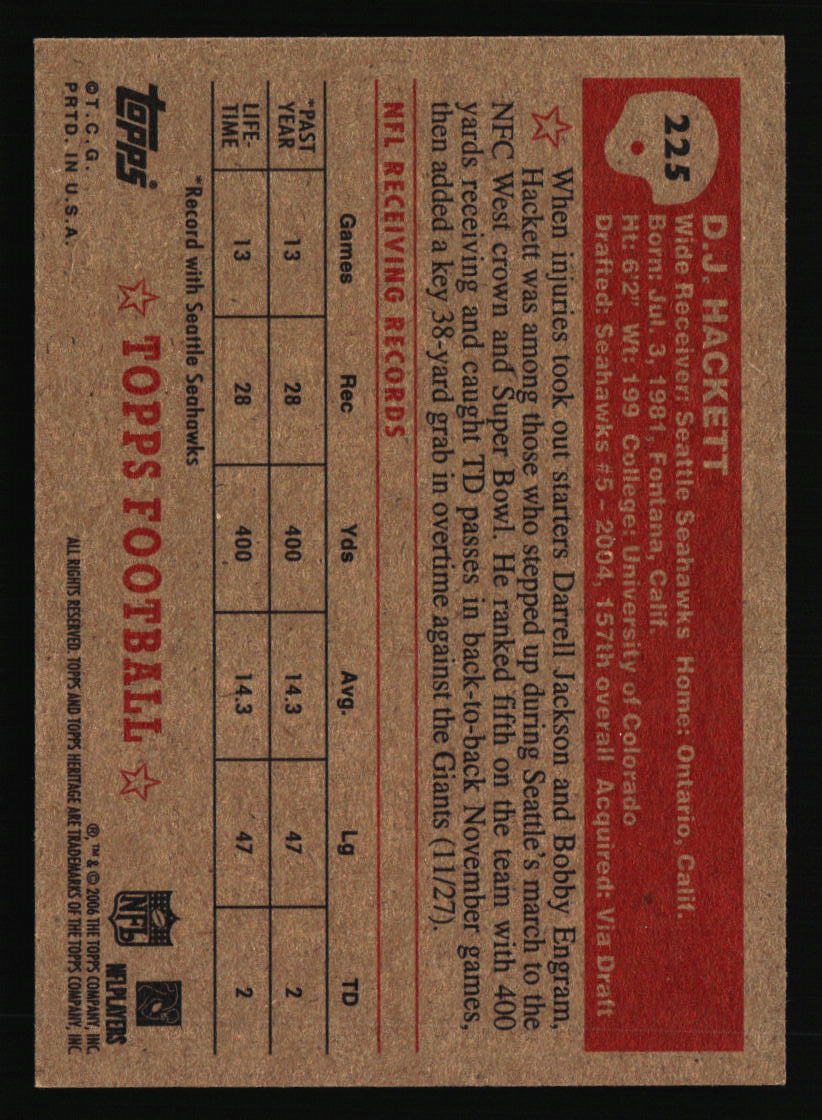 225
D.J. HACKETT
Wide Receiver: Seattle Seahawks Home: Ontario, Calif.
Born: Jul. 3, 1981, Fontana, Calif.
Ht: 6'2" Wt: 199 College: University of Colorado
Drafted: Seahawks #5 - 2004, 157th overall Acquired: Via Draft
When injuries took out starters Darrell Jackson and Bobby Engram,
Hackett was among those who stepped up during Seattle's march to the
NFC West crown and Super Bowl. He ranked fifth on the team with 400
yards receiving and caught TD passes in back-to-back November games,
then added a key 38-yard grab in overtime against the Giants (11/27).
NFL RECEIVING RECORDS
Games Rec Yds Avg. Lg TD
*PAST YEAR 13 28 400 14.3 47 2
LIFE-TIME 13 28 400 14.3 47 2
*Record with Seattle Seahawks
topps
©T.C.G.
PRTD. IN U.S.A.
TOPPS FOOTBALL
NFL
NFLPLAYERS
®, ™ & © 2006 THE TOPPS COMPANY, INC.
ALL RIGHTS RESERVED. TOPPS AND TOPPS HERITAGE ARE TRADEMARKS OF THE TOPPS COMPANY, INC